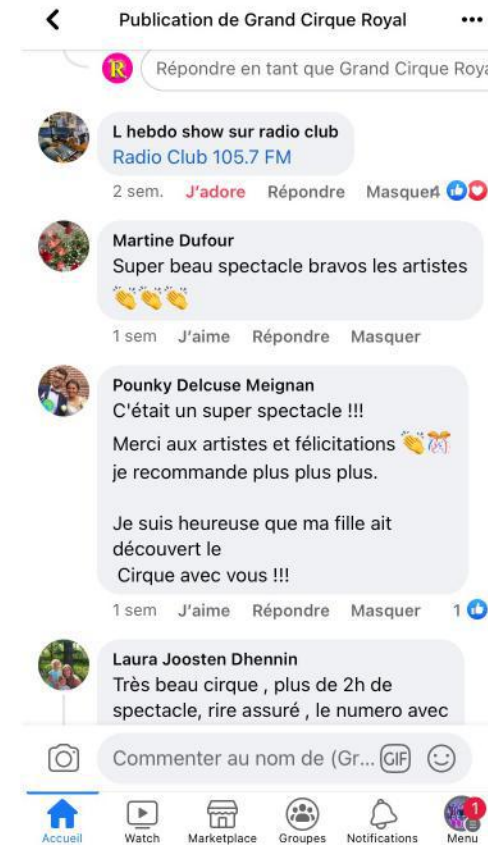 Publication de Grand Cirque Royal
R
Répondre en tant que Grand Cirque Roya
L hebdo show sur radio club
Radio Club 105.7 FM
2 sem. J'adore Répondre Masquer 4
Martine Dufour
Super beau spectacle bravos les artistes
👏👏👏
1 sem J'aime Répondre Masquer
Pounky Delcuse Meignan
C'était un super spectacle !!!
Merci aux artistes et félicitations 👏🎊
je recommande plus plus plus.
Je suis heureuse que ma fille ait
découvert le
Cirque avec vous !!!
1 sem J'aime Répondre Masquer 1
Laura Joosten Dhennin
Très beau cirque , plus de 2h de
spectacle, rire assuré , le numero avec
Commenter au nom de (Gr... GIF
1
Accueil Watch Marketplace Groupes Notifications Menu